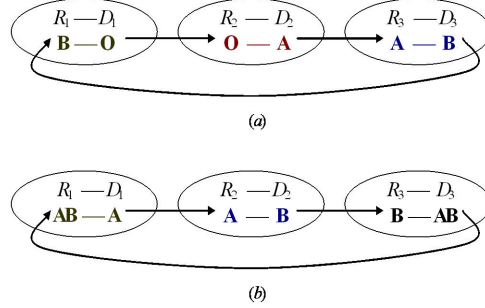 R₁ — D₁ R₂ — D₂ R₃ — D₃
B — O O — A A — B
(a)
R₁ — D₁ R₂ — D₂ R₃ — D₃
AB — A A — B B — AB
(b)